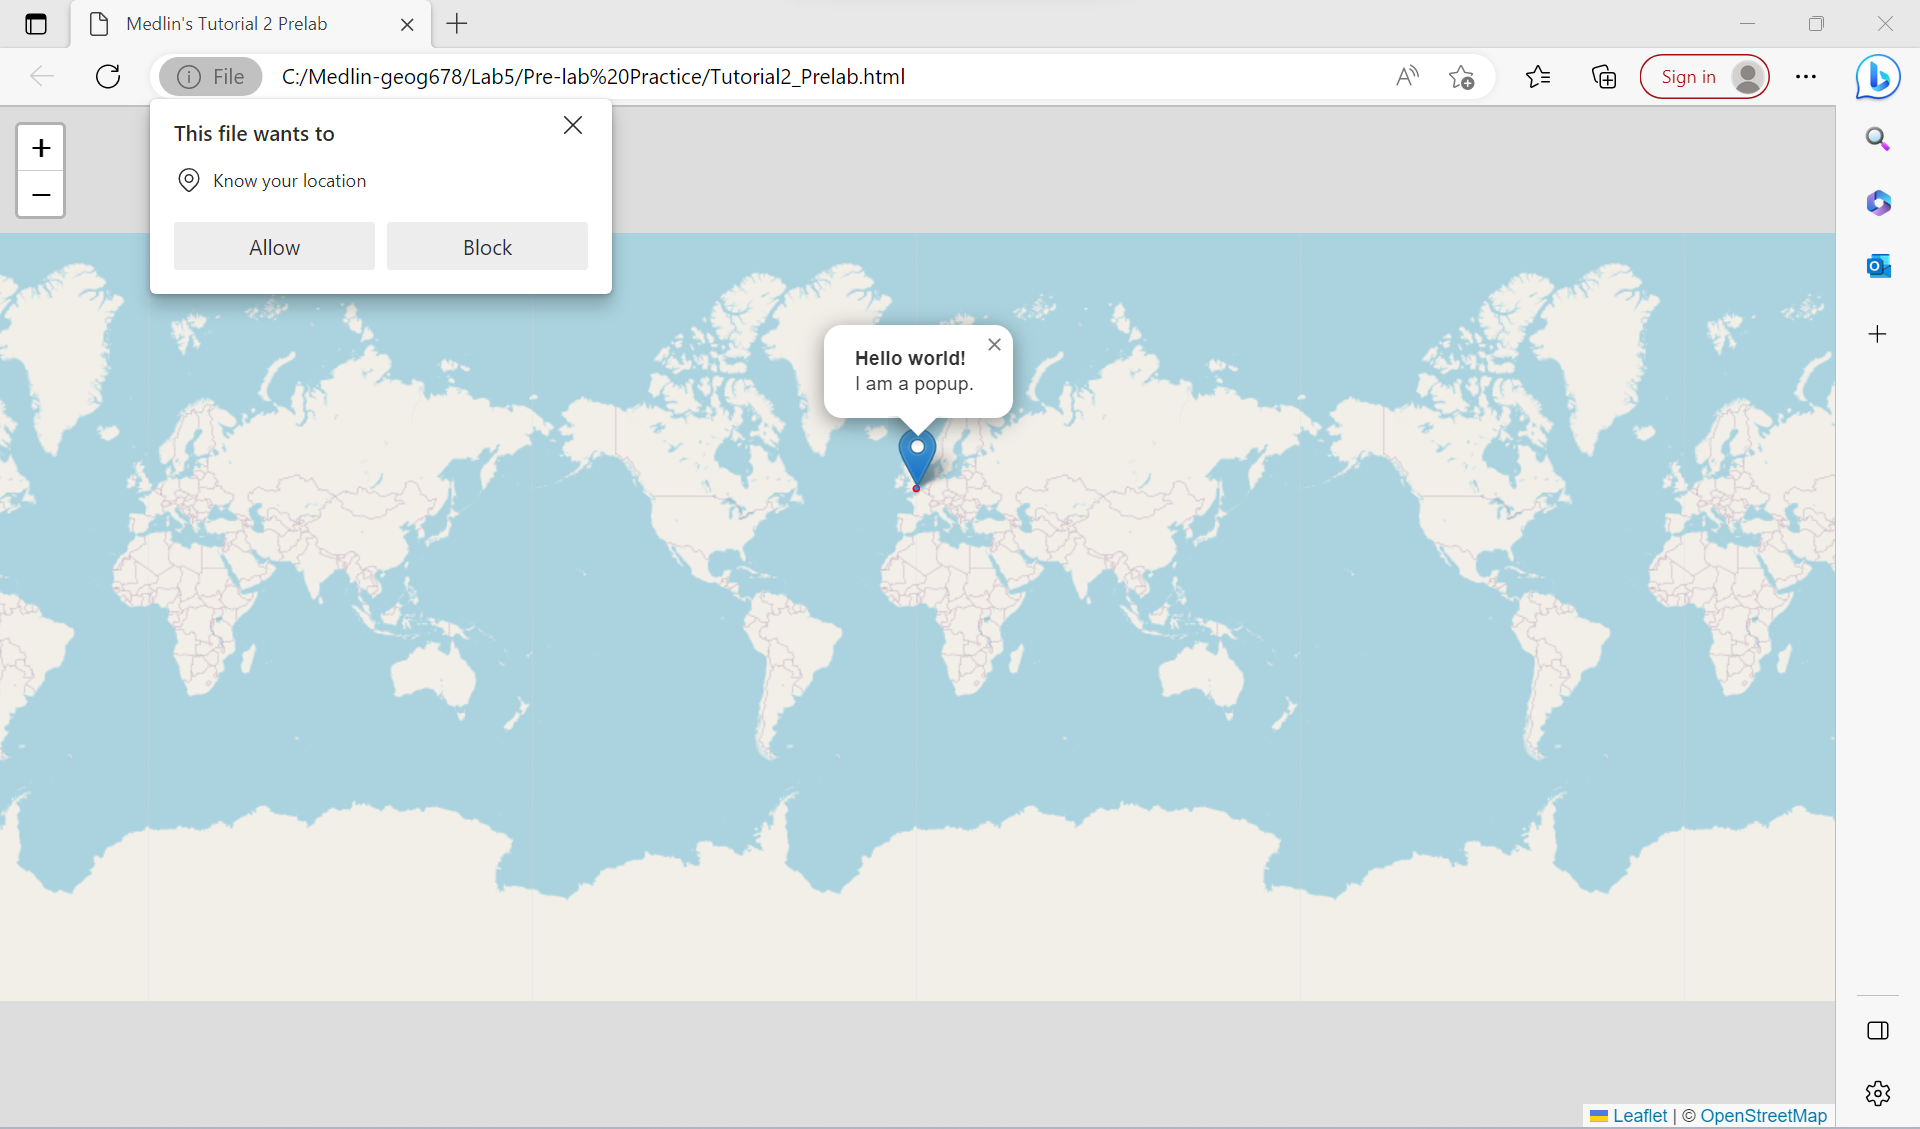 Medlin's Tutorial 2 Prelab
File
C:/Medlin-geog678/Lab5/Pre-lab%20Practice/Tutorial2_Prelab.html
Sign in
This file wants to
Know your location
Allow
Block
+
−
Hello world!
I am a popup.
Leaflet | © OpenStreetMap